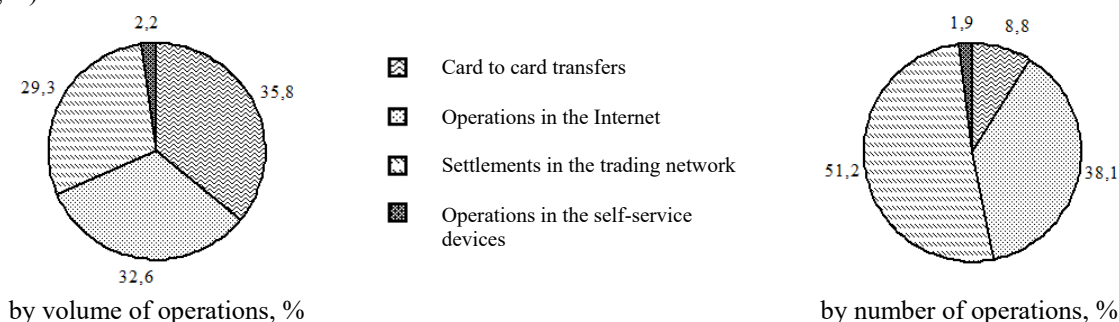 2,2
29,3
35,8
32,6
by volume of operations, %
Card to card transfers
Operations in the Internet
Settlements in the trading network
Operations in the self-service
devices
1,9
8,8
51,2
38,1
by number of operations, %